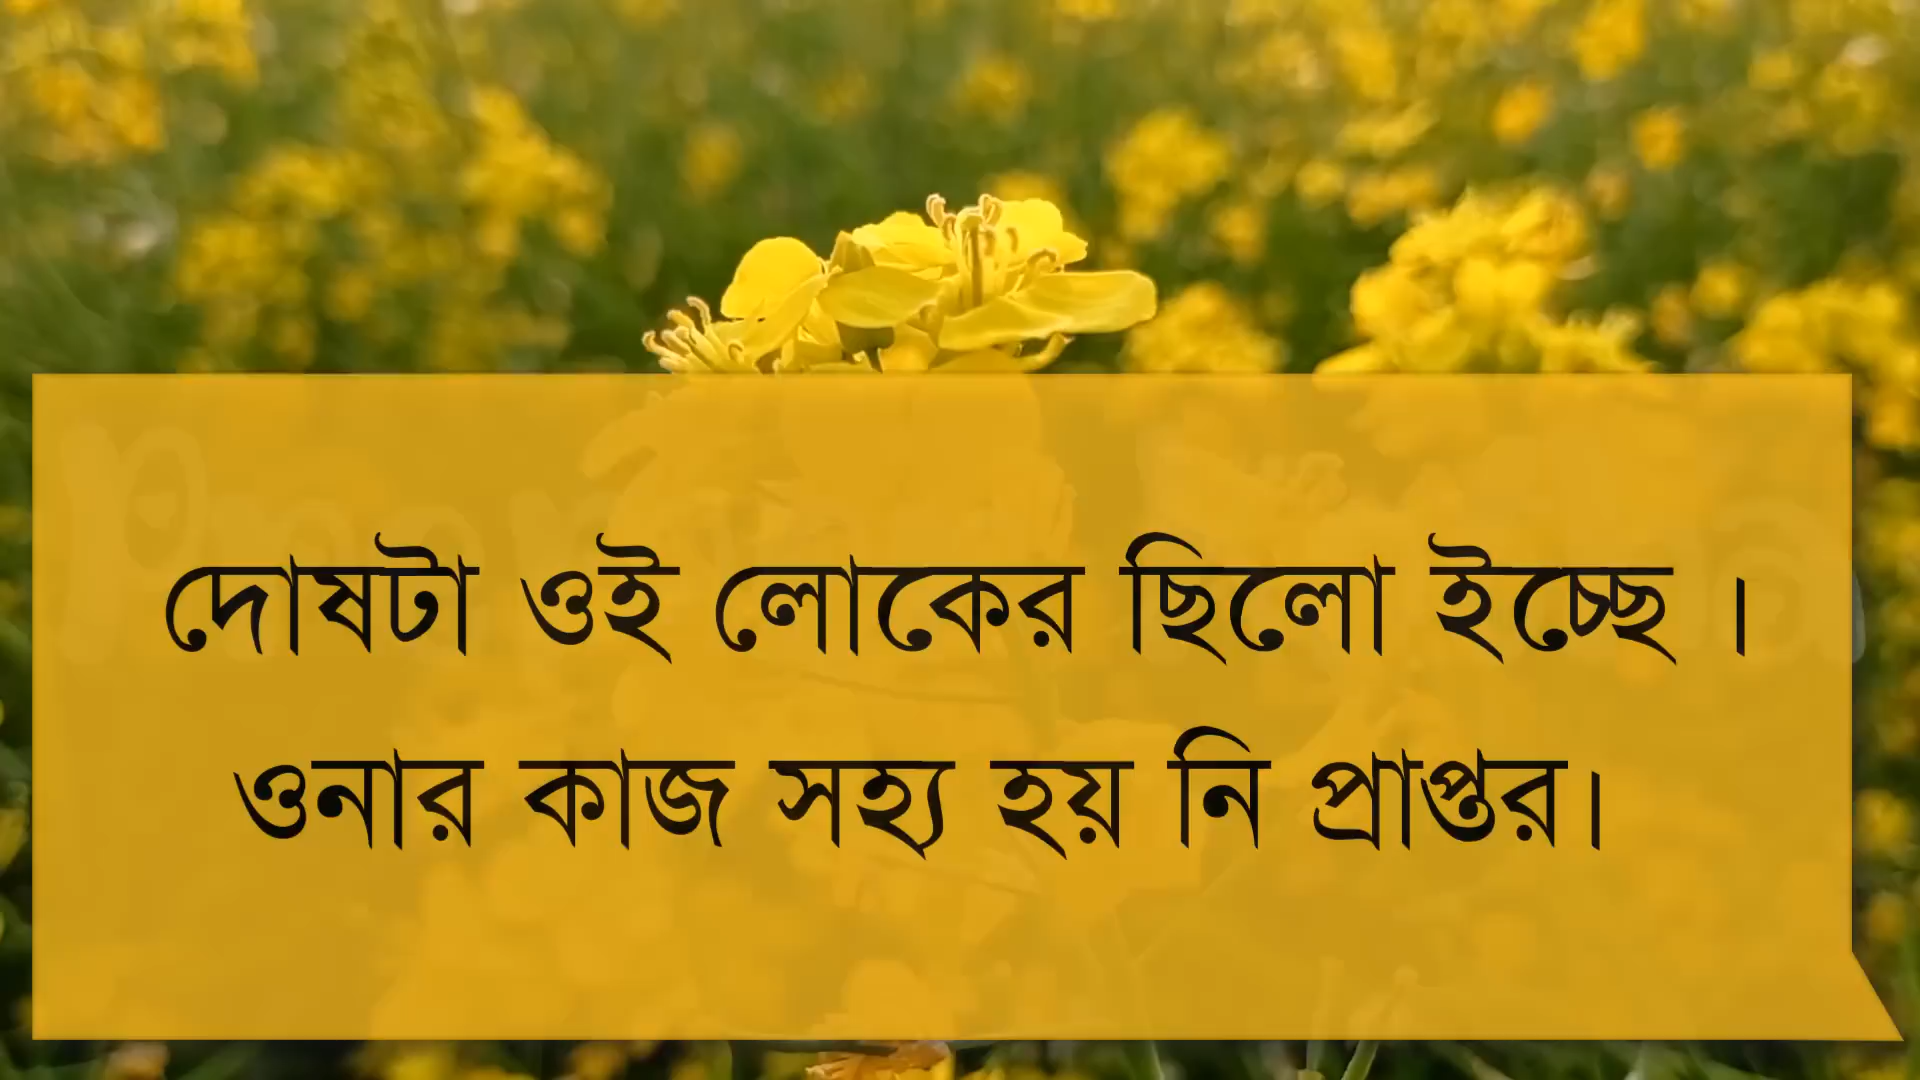 দোষটা ওই লোকের ছিলো ইচ্ছে ।
ওনার কাজ সহ্য হয় নি প্রাপ্তর।